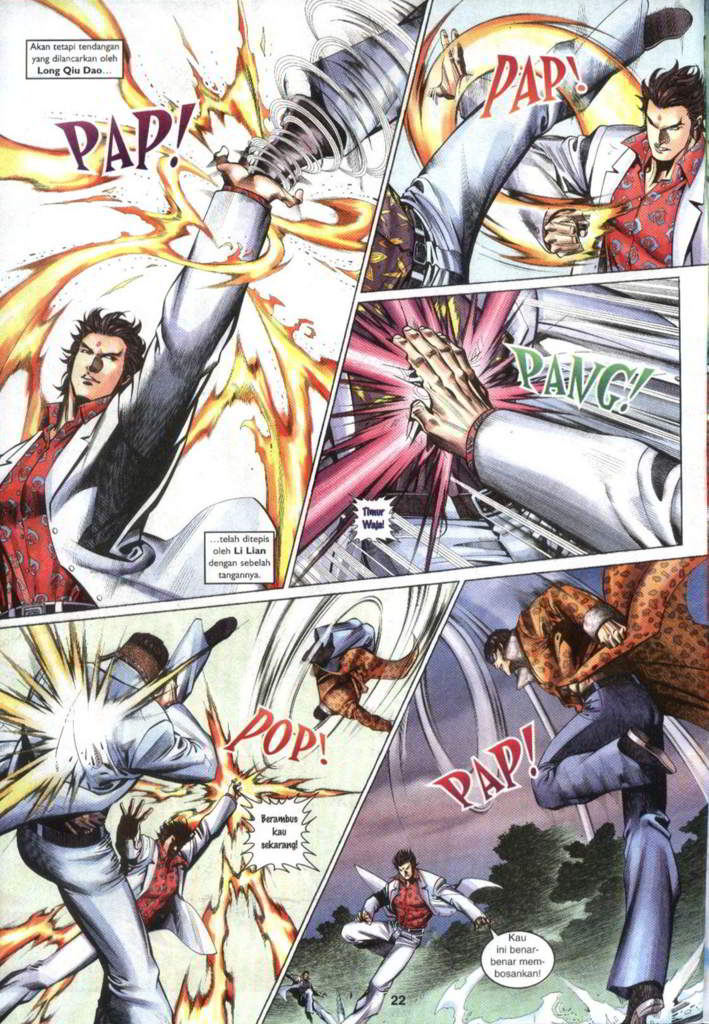 Akan tetapi tendangan
yang dilancarkan oleh
Long Qiu Dao...
PAP!
PAP!
...telah ditepis
oleh Li Lian
dengan sebelah
tangannya.
PANG!
Timur
Waja!
POP!
Berambus
kau
sekarang!
PAP!
Kau
ini benar-
benar mem-
bosankan!
22